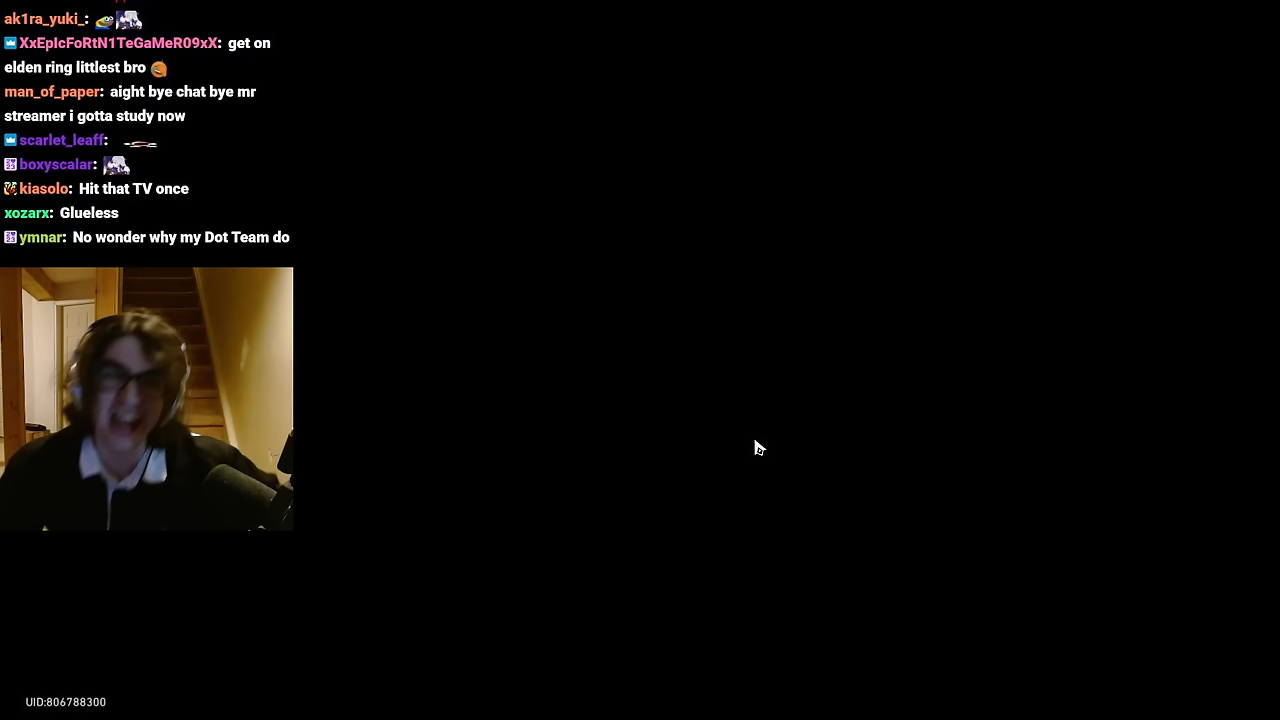 ak1ra_yuki_:
XxEpIcFoRtN1TeGaMeR09xX: get on
elden ring littlest bro
man_of_paper: aight bye chat bye mr
streamer i gotta study now
scarlet_leaff:
boxyscalar:
kiasolo: Hit that TV once
xozarx: Glueless
ymnar: No wonder why my Dot Team do
UID:806788300